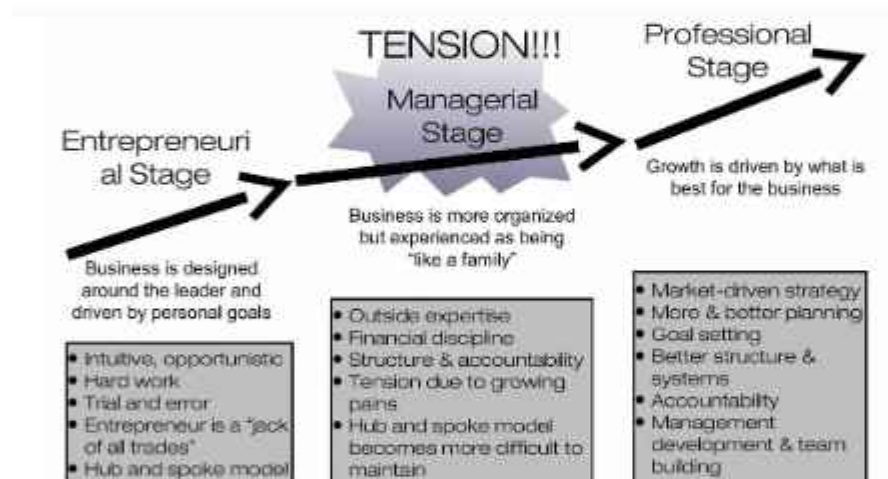 TENSION!!!
Managerial
Stage
Professional
Stage
Entrepreneuri
al Stage
Growth is driven by what is
best for the business
Business is more organized
but experienced as being
"like a family"
Business is designed
around the leader and
driven by personal goals
• Intuitive, opportunistic
• Hard work
• Trial and error
• Entrepreneur is a "jack
of all trades"
• Hub and spoke model
• Outside expertise
• Financial discipline
• Structure & accountability
• Tension due to growing
pains
• Hub and spoke model
becomes more difficult to
maintain
• Market-driven strategy
• More & better planning
• Goal setting
• Better structure &
systems
• Accountability
• Management
development & team
building